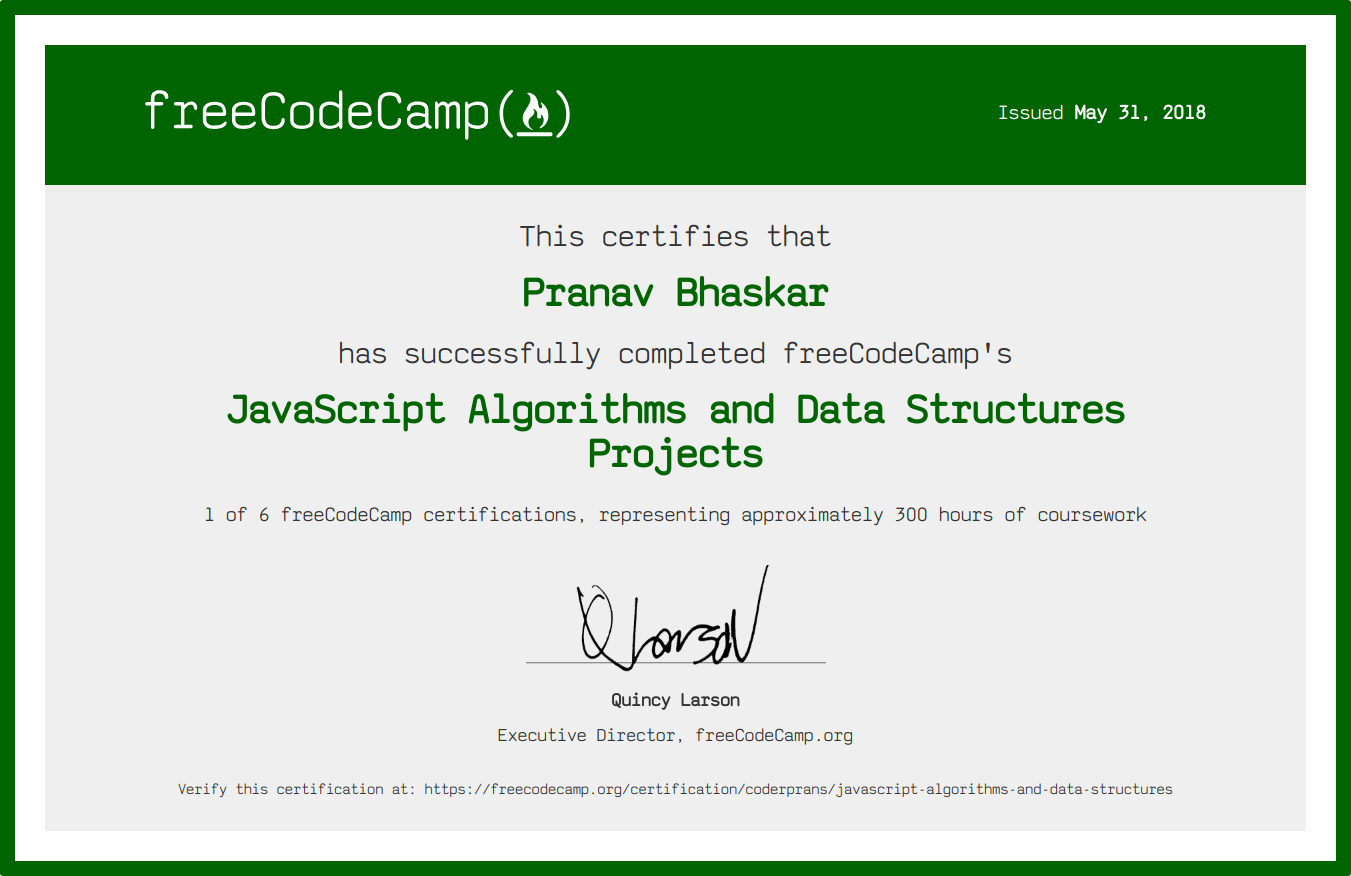 freeCodeCamp()
Issued May 31, 2018
This certifies that
Pranav Bhaskar
has successfully completed freeCodeCamp's
JavaScript Algorithms and Data Structures
Projects
1 of 6 freeCodeCamp certifications, representing approximately 300 hours of coursework
Q Larson
Quincy Larson
Executive Director, freeCodeCamp.org
Verify this certification at: https://freecodecamp.org/certification/coderprans/javascript-algorithms-and-data-structures